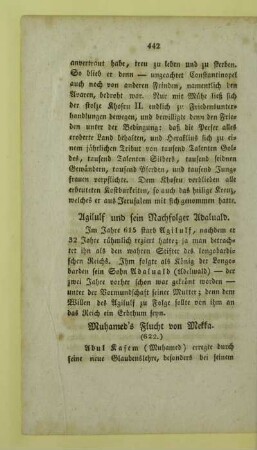 442
anvertraut habe, treu zu leben und zu sterben.
So blieb er denn — ungeachtet Constantinopel
auch noch von anderen Feinden, namentlich den
Avaren, bedroht war. Nur mit Mühe ließ sich
der stolze Khosru II. endlich zu Friedensunter-
handlungen bewegen, und bewilligte denn den Frie-
den unter der Bedingung: daß die Perser alles
eroberte Land behalten, und Heraklius sich zu ei-
nem jährlichen Tribut von tausend Talenten Gol-
des, tausend Talenten Silbers, tausend seidnen
Gewändern, tausend Pferden, und tausend Jung-
frauen verpflichte. Dem Khosru verblieben alle
erbeuteten Kostbarkeiten, so auch das heilige Kreuz,
welches er aus Jerusalem mit sich genommen hatte.
Agilulf und sein Nachfolger Adaluald.
Im Jahre 615 starb Agilulf, nachdem er
32 Jahre rühmlich regiert hatte; ja man betrach-
tet ihn als den wahren Stifter des longobardi-
schen Reichs. Ihm folgte als König der Longo-
barden sein Sohn Adaluald (Adelwald) — der
zwei Jahre vorher schon war gekrönt worden —
unter der Vormundschaft seiner Mutter; denn dem
Willen des Agilulf zu Folge sollte von ihm an
das Reich ein Erbthum seyn.
Muhamed's Flucht von Mekka.
(622.)
Abul Kasem (Muhamed) erregte durch
seine neue Glaubenslehre, besonders bei seinem